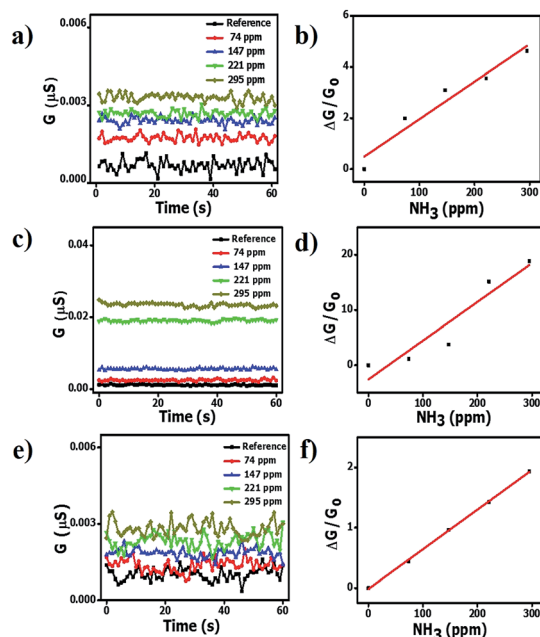 a)
0.006
0.003
0.000
G (µS)
Reference
74 ppm
147 ppm
221 ppm
295 ppm
0
20
40
60
Time (s)
b)
6
4
2
0
ΔG / G₀
0
100
200
300
NH₃ (ppm)
c)
0.04
0.02
0.00
G (µS)
Reference
74 ppm
147 ppm
221 ppm
295 ppm
0
20
40
60
Time (s)
d)
20
10
0
ΔG / G₀
0
100
200
300
NH₃ (ppm)
e)
0.006
0.003
0.000
G (µS)
Reference
74 ppm
147 ppm
221 ppm
295 ppm
0
20
40
60
Time (s)
f)
2
1
0
ΔG / G₀
0
100
200
300
NH₃ (ppm)